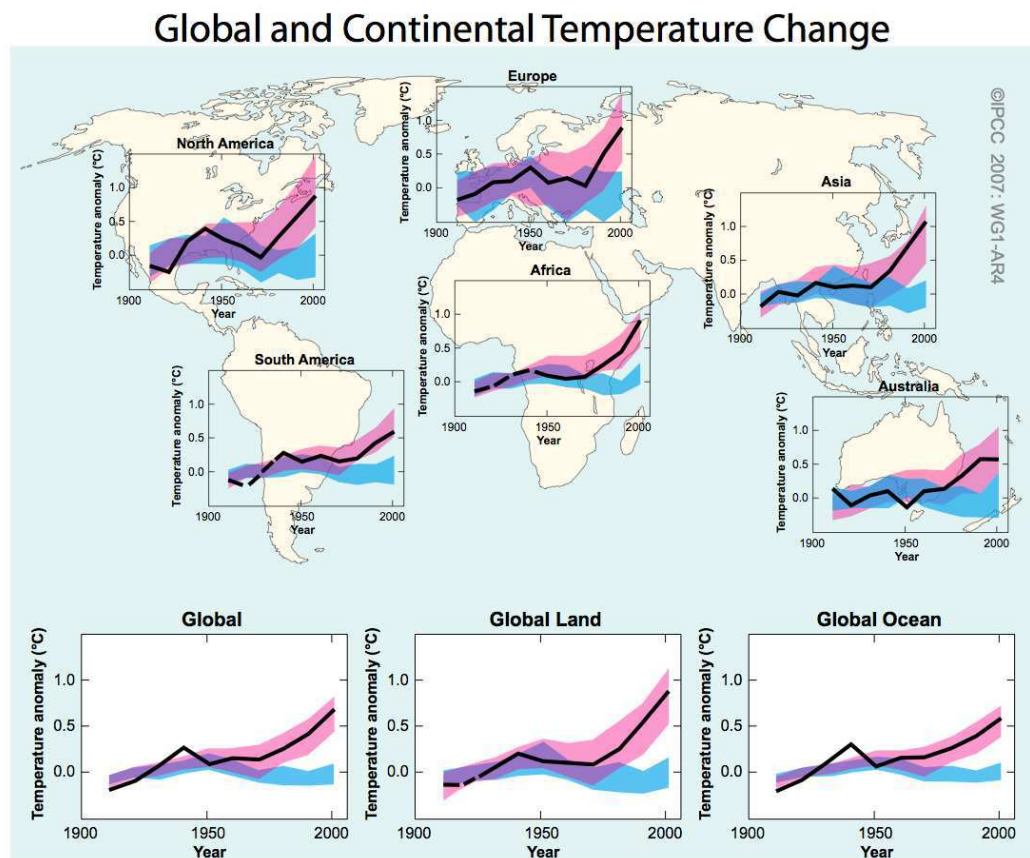 Global and Continental Temperature Change
©IPCC 2007: WG1-AR4
Europe
Temperature anomaly (°C)
1.0
0.5
0.0
1900
1950
2000
Year
North America
Temperature anomaly (°C)
1.0
0.5
0.0
1900
1950
2000
Year
Asia
Temperature anomaly (°C)
1.0
0.5
0.0
1900
1950
2000
Year
Africa
Temperature anomaly (°C)
1.0
0.5
0.0
1900
1950
2000
Year
South America
Temperature anomaly (°C)
1.0
0.5
0.0
1900
1950
2000
Year
Australia
Temperature anomaly (°C)
1.0
0.5
0.0
1900
1950
2000
Year
Global
Temperature anomaly (°C)
1.0
0.5
0.0
1900
1950
2000
Year
Global Land
Temperature anomaly (°C)
1.0
0.5
0.0
1900
1950
2000
Year
Global Ocean
Temperature anomaly (°C)
1.0
0.5
0.0
1900
1950
2000
Year